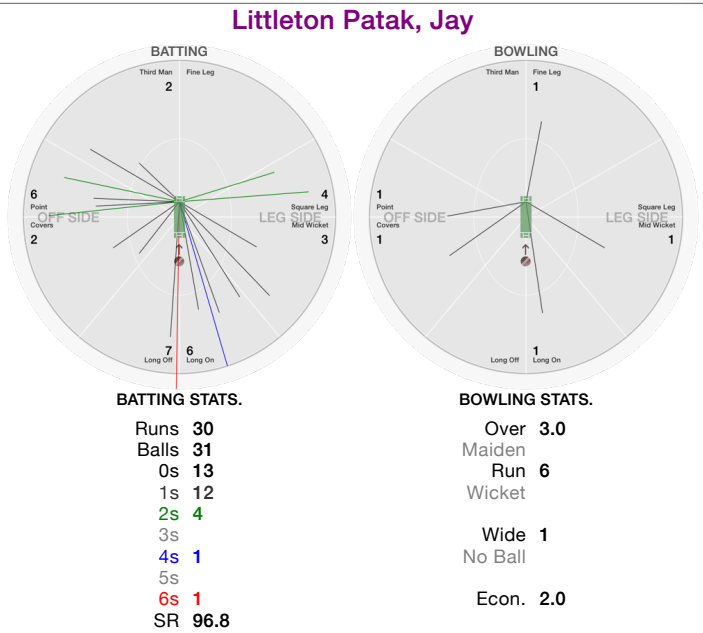 Littleton Patak, Jay
BATTING
Third Man Fine Leg
2
6 4
Point Square Leg
OFF SIDE LEG SIDE
Covers Mid Wicket
2 3
7 6
Long Off Long On
BOWLING
Third Man Fine Leg
1
1
Point Square Leg
OFF SIDE LEG SIDE
Covers Mid Wicket
1 1
1
Long Off Long On
BATTING STATS.
Runs 30
Balls 31
0s 13
1s 12
2s 4
3s
4s 1
5s
6s 1
SR 96.8
BOWLING STATS.
Over 3.0
Maiden
Run 6
Wicket
Wide 1
No Ball
Econ. 2.0